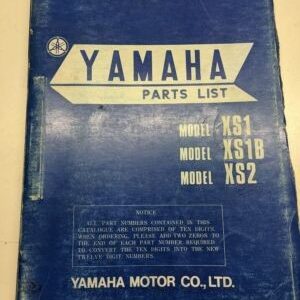 YAMAHA
PARTS LIST
MODEL XS1
MODEL XS1B
MODEL XS2
NOTICE
ALL PART NUMBERS CONTAINED IN THIS
CATALOGUE ARE COMPRISED OF TEN DIGITS.
WHEN ORDERING, PLEASE ADD TWO ZEROS TO
THE END OF EACH PART NUMBER REQUIRED
TO CONVERT THE TEN DIGITS INTO THE NEW
TWELVE DIGIT NUMBERS.
YAMAHA MOTOR CO., LTD.